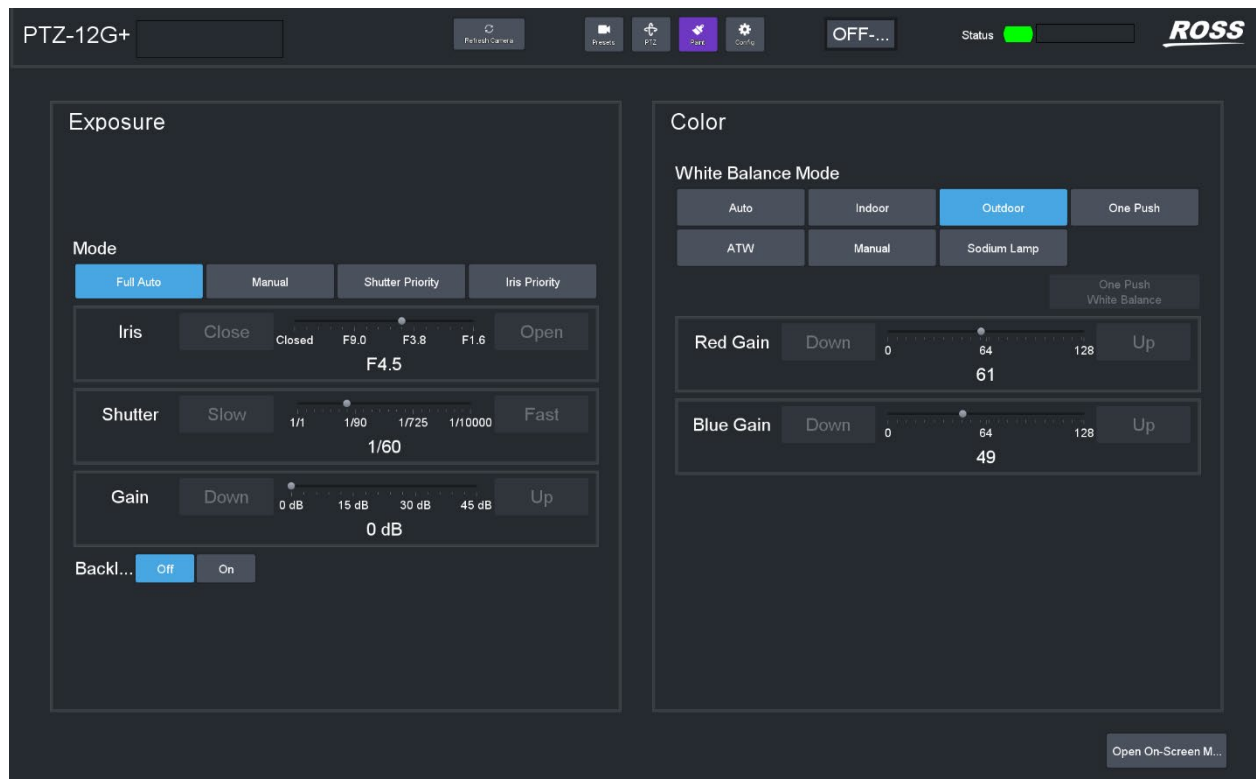 PTZ-12G+
Refresh Camera
Presets
PTZ
Paint
Config
OFF-...
Status
ROSS
Exposure
Mode
Full Auto Manual Shutter Priority Iris Priority
Iris Close Closed F9.0 F3.8 F1.6 Open
F4.5
Shutter Slow 1/1 1/90 1/725 1/10000 Fast
1/60
Gain Down 0 dB 15 dB 30 dB 45 dB Up
0 dB
Backl... Off On
Color
White Balance Mode
Auto Indoor Outdoor One Push
ATW Manual Sodium Lamp
One Push
White Balance
Red Gain Down 0 64 128 Up
61
Blue Gain Down 0 64 128 Up
49
Open On-Screen M...